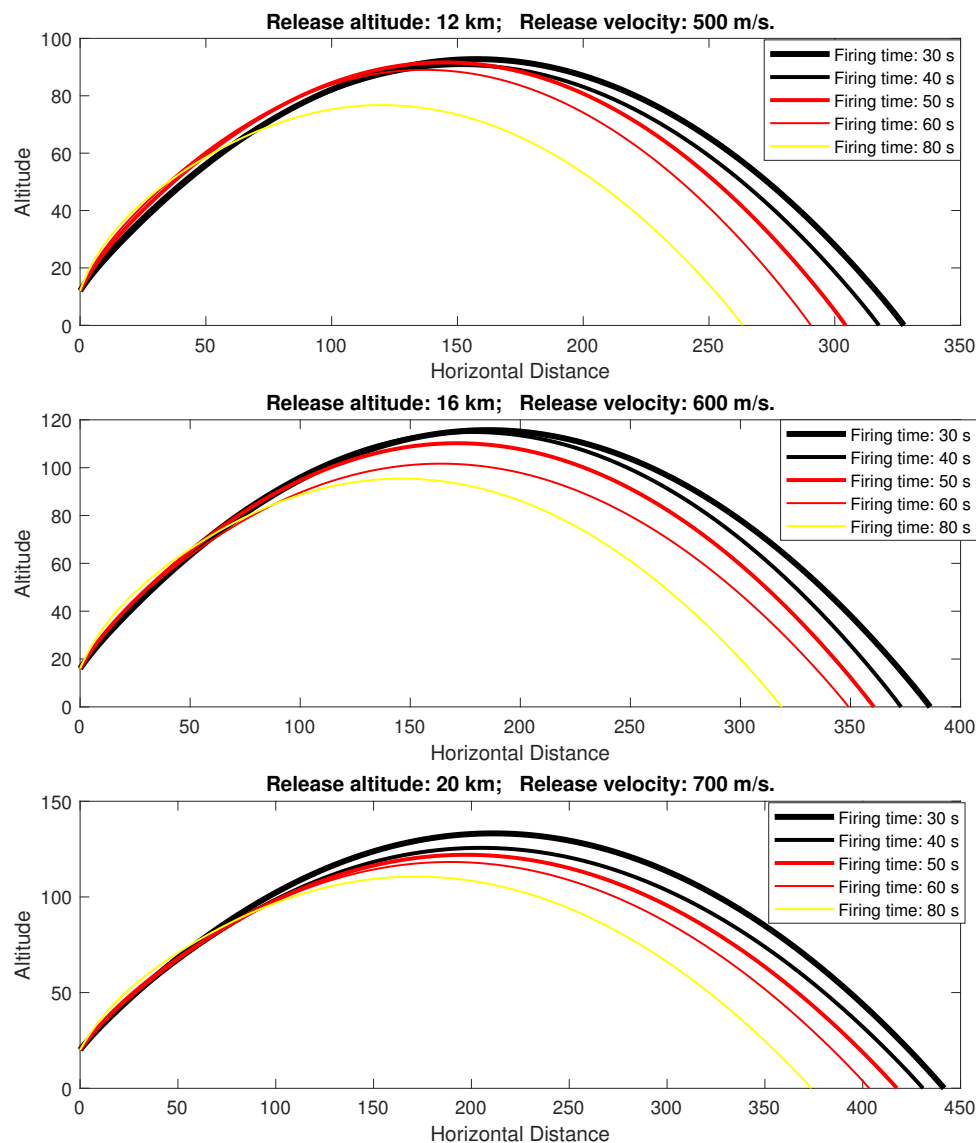 Release altitude: 12 km;   Release velocity: 500 m/s.
100
80
60
40
20
0
Altitude
0 50 100 150 200 250 300 350
Horizontal Distance
Firing time: 30 s
Firing time: 40 s
Firing time: 50 s
Firing time: 60 s
Firing time: 80 s
Release altitude: 16 km;   Release velocity: 600 m/s.
120
100
80
60
40
20
0
Altitude
0 50 100 150 200 250 300 350 400
Horizontal Distance
Firing time: 30 s
Firing time: 40 s
Firing time: 50 s
Firing time: 60 s
Firing time: 80 s
Release altitude: 20 km;   Release velocity: 700 m/s.
150
100
50
0
Altitude
0 50 100 150 200 250 300 350 400 450
Horizontal Distance
Firing time: 30 s
Firing time: 40 s
Firing time: 50 s
Firing time: 60 s
Firing time: 80 s